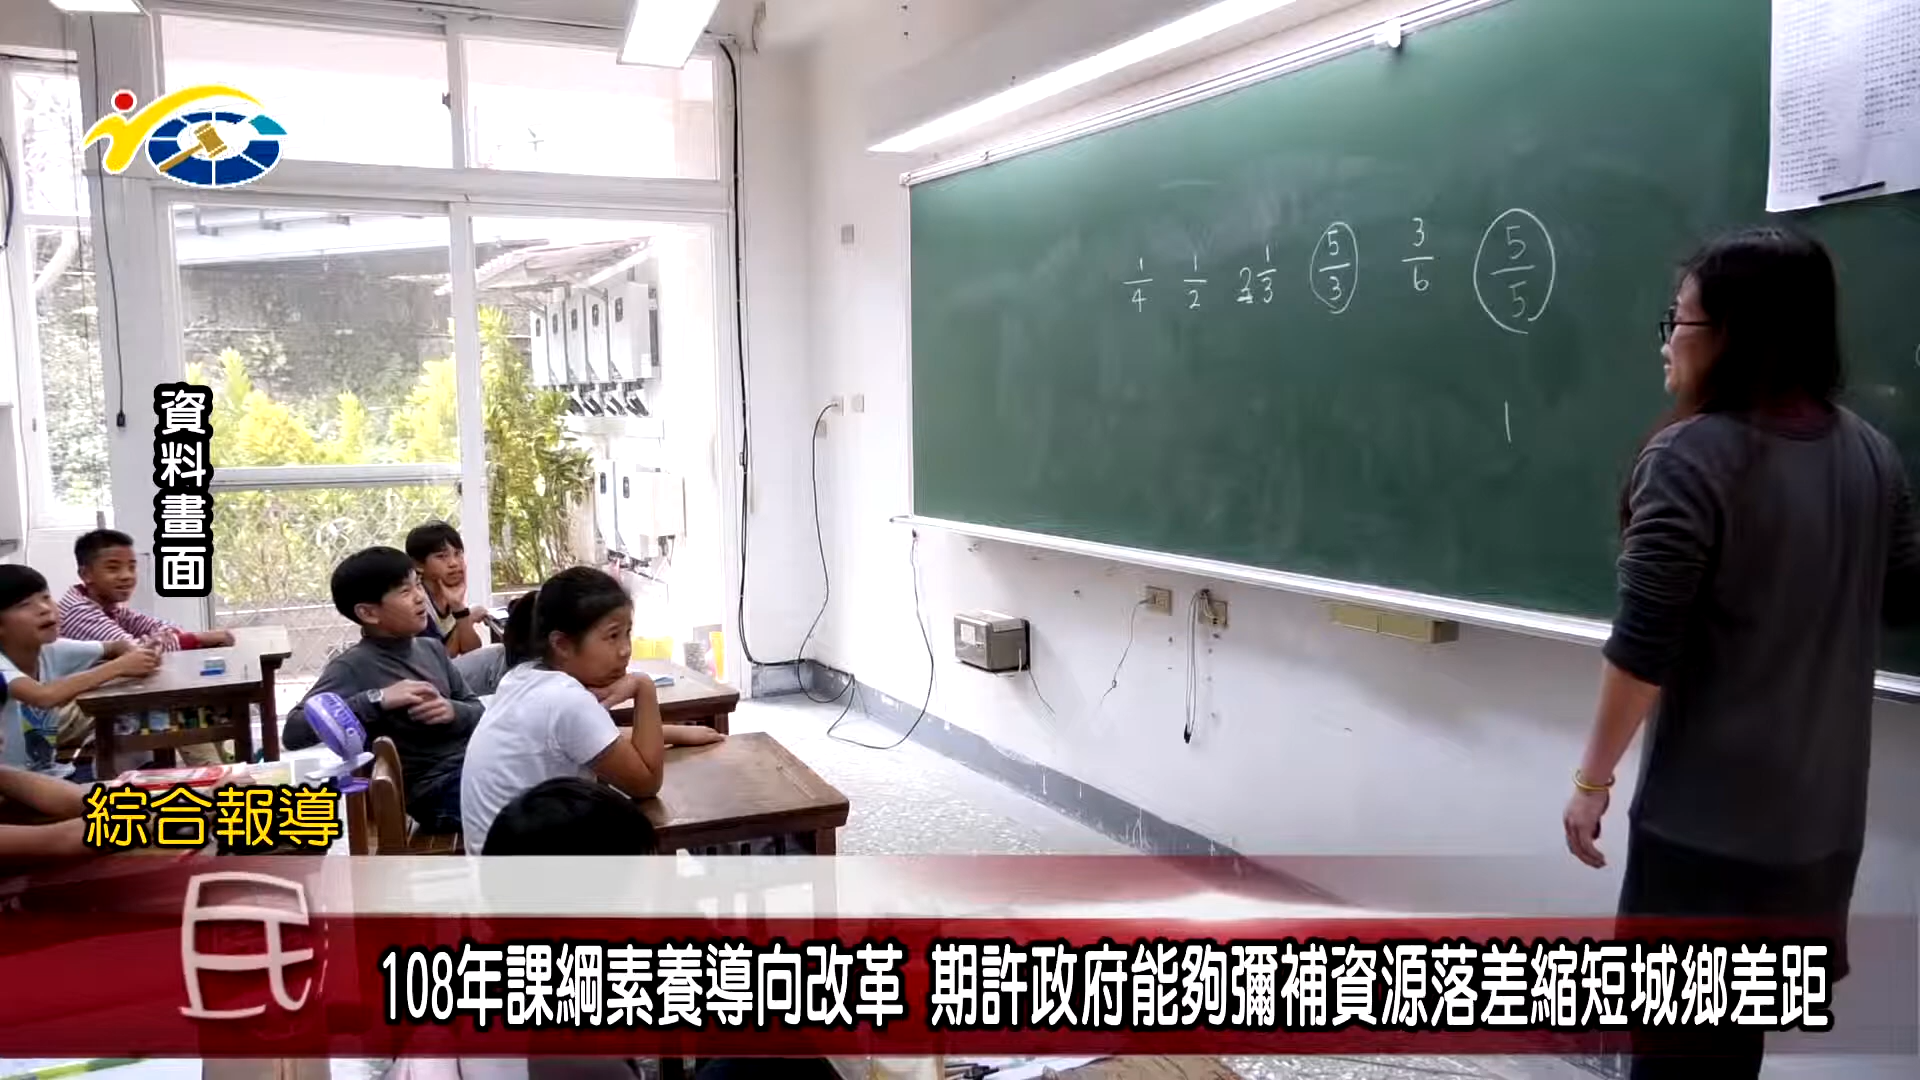 1/4 1/2 2 1/3 5/3 3/6 5/5
1
資料畫面
綜合報導
民
108年課綱素養導向改革 期許政府能夠彌補資源落差縮短城鄉差距